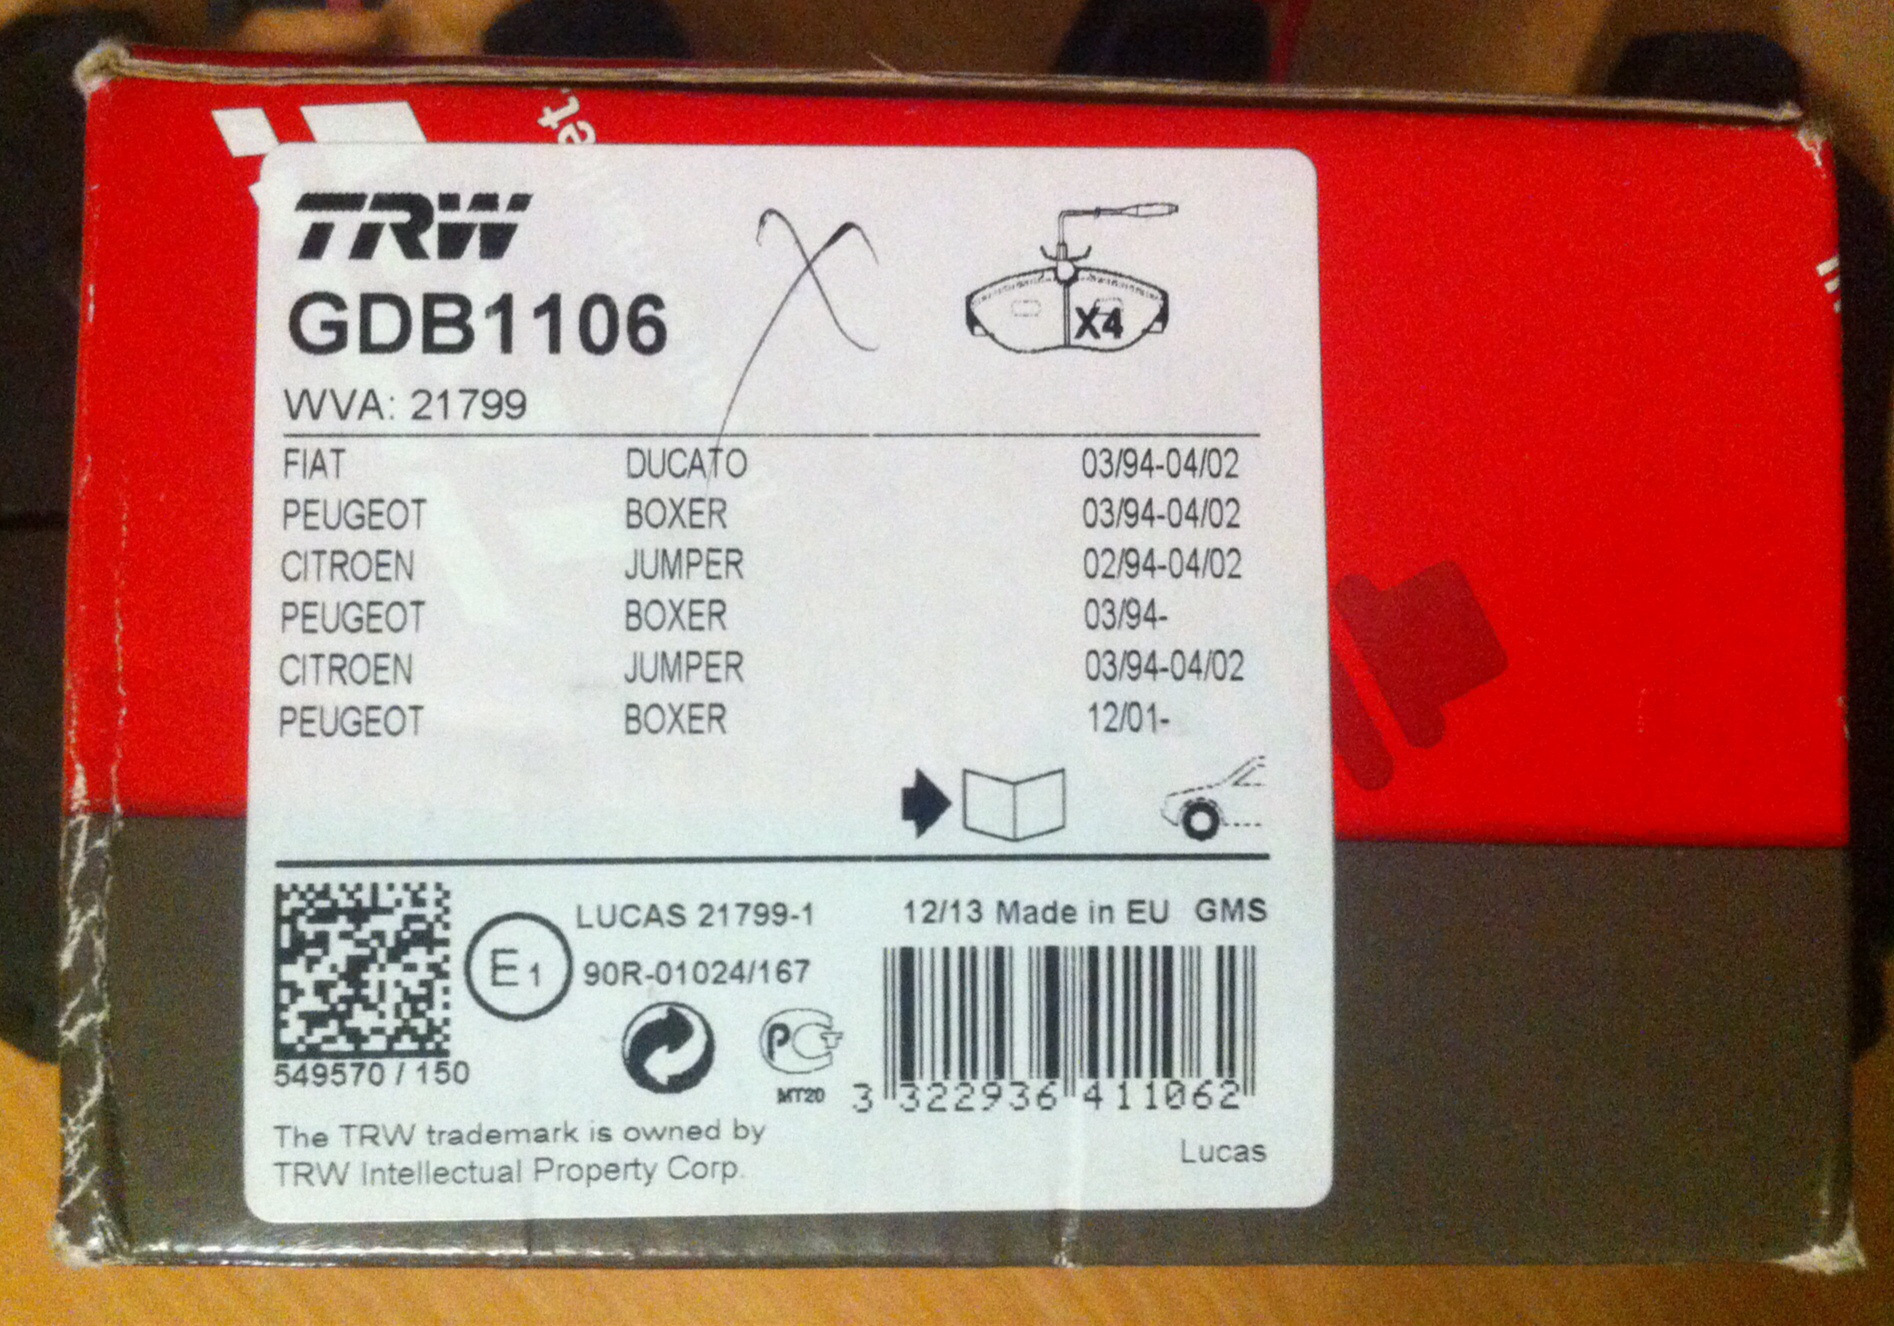 et.
TRW
GDB1106
X4
WVA: 21799
FIAT DUCATO 03/94-04/02
PEUGEOT BOXER 03/94-04/02
CITROEN JUMPER 02/94-04/02
PEUGEOT BOXER 03/94-
CITROEN JUMPER 03/94-04/02
PEUGEOT BOXER 12/01-
LUCAS 21799-1 12/13 Made in EU GMS
E1 90R-01024/167
549570 / 150
PCT
MT20
3 322936 411062
The TRW trademark is owned by
TRW Intellectual Property Corp.
Lucas